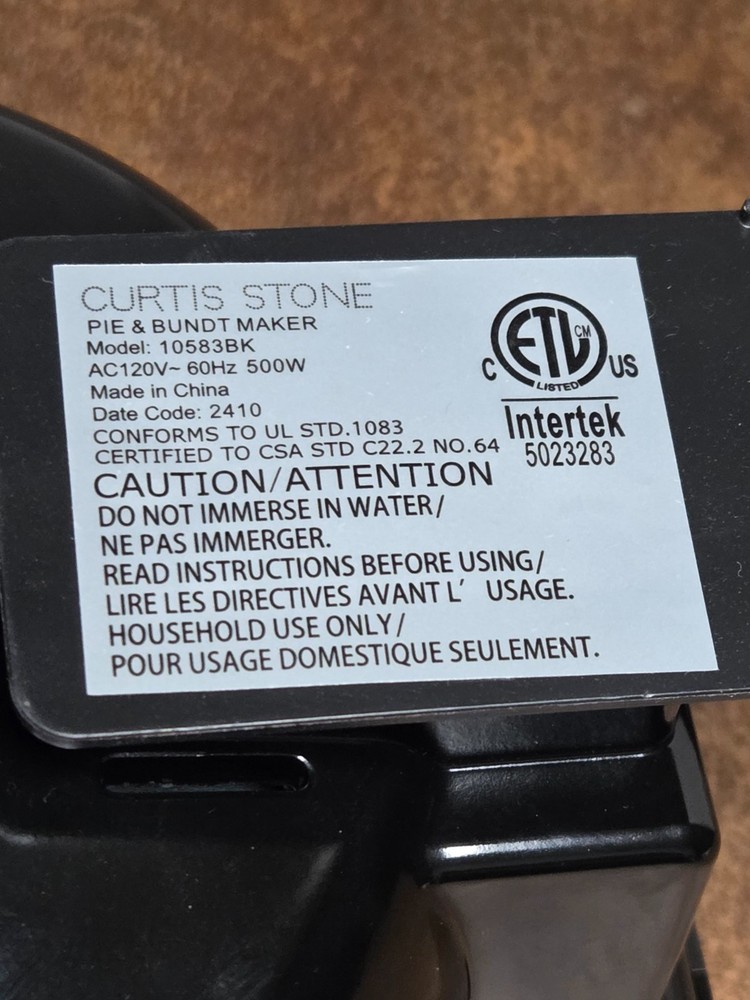 CURTIS STONE
PIE & BUNDT MAKER
Model: 10583BK
AC120V~ 60Hz 500W
Made in China
Date Code: 2410
CONFORMS TO UL STD.1083
CERTIFIED TO CSA STD C22.2 NO.64
CAUTION/ATTENTION
DO NOT IMMERSE IN WATER/
NE PAS IMMERGER.
READ INSTRUCTIONS BEFORE USING/
LIRE LES DIRECTIVES AVANT L' USAGE.
HOUSEHOLD USE ONLY/
POUR USAGE DOMESTIQUE SEULEMENT.
ETL CM
C US
LISTED
Intertek
5023283